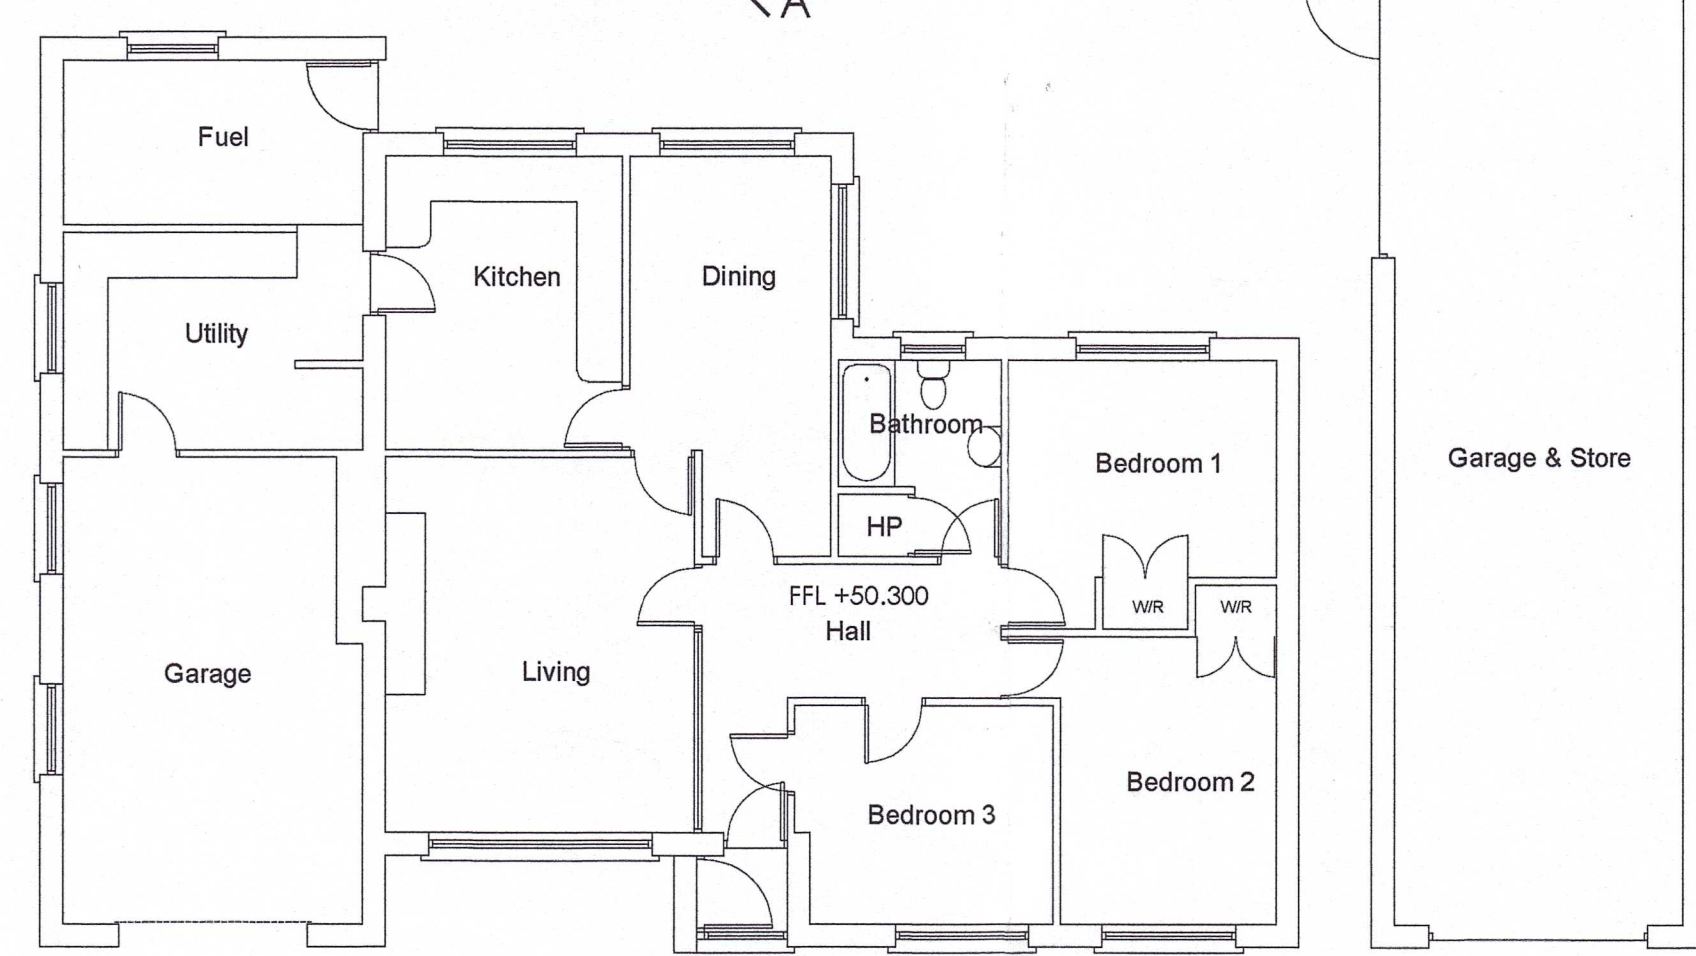 A
Fuel
Kitchen
Dining
Utility
Bathroom
Bedroom 1
Garage & Store
HP
FFL +50.300
Hall
W/R
W/R
Garage
Living
Bedroom 2
Bedroom 3